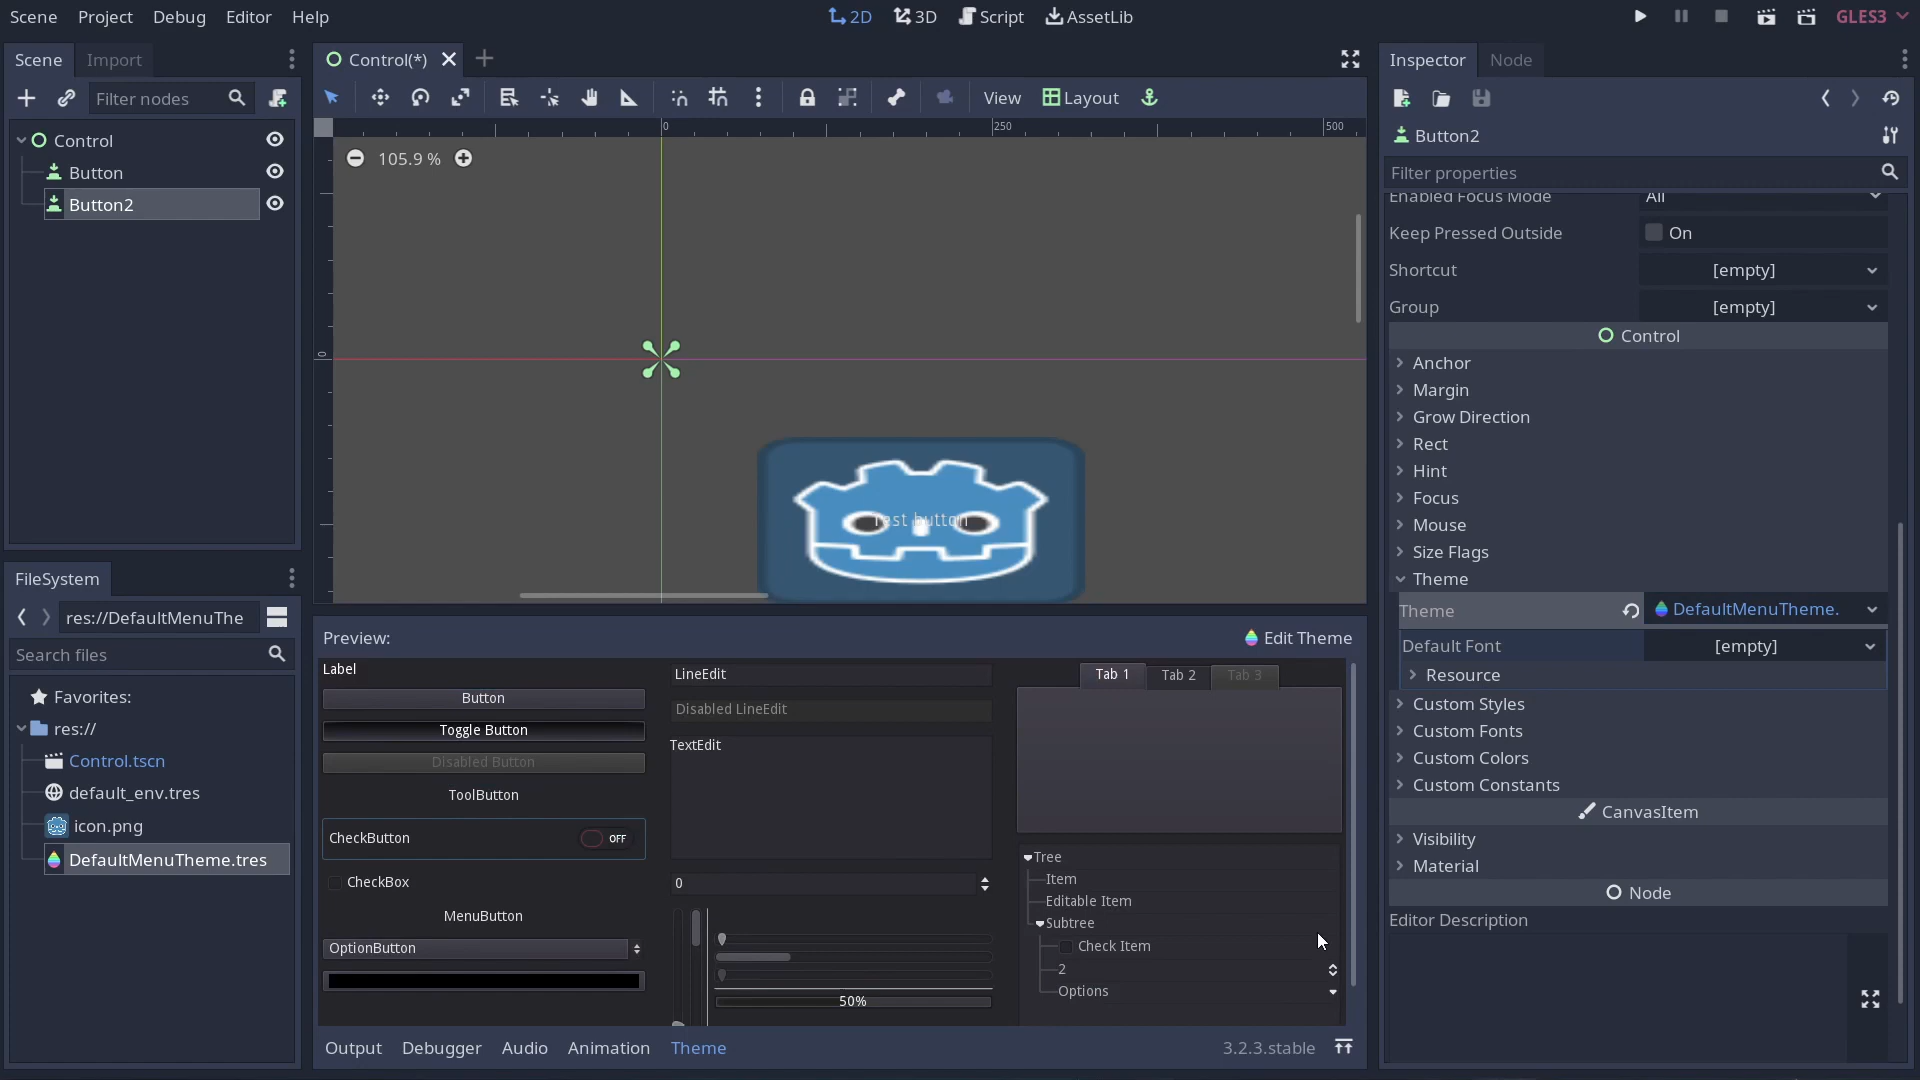 Scene Project Debug Editor Help
2D 3D Script AssetLib
GLES3
Scene Import
Filter nodes
Control
Button
Button2
Control(*)
View Layout
0 250 500
0
105.9 %
Test button
Inspector Node
Button2
Filter properties
Enabled Focus Mode All
Keep Pressed Outside On
Shortcut [empty]
Group [empty]
Control
Anchor
Margin
Grow Direction
Rect
Hint
Focus
Mouse
Size Flags
Theme
Theme DefaultMenuTheme.
Default Font [empty]
Resource
Custom Styles
Custom Fonts
Custom Colors
Custom Constants
CanvasItem
Visibility
Material
Node
Editor Description
FileSystem
res://DefaultMenuThe
Search files
Favorites:
res://
Control.tscn
default_env.tres
icon.png
DefaultMenuTheme.tres
Preview: Edit Theme
Label
Button
Toggle Button
Disabled Button
ToolButton
CheckButton OFF
CheckBox
MenuButton
OptionButton
LineEdit
Disabled LineEdit
TextEdit
0
50%
Tab 1 Tab 2 Tab 3
Tree
Item
Editable Item
Subtree
Check Item
2
Options
Output Debugger Audio Animation Theme
3.2.3.stable